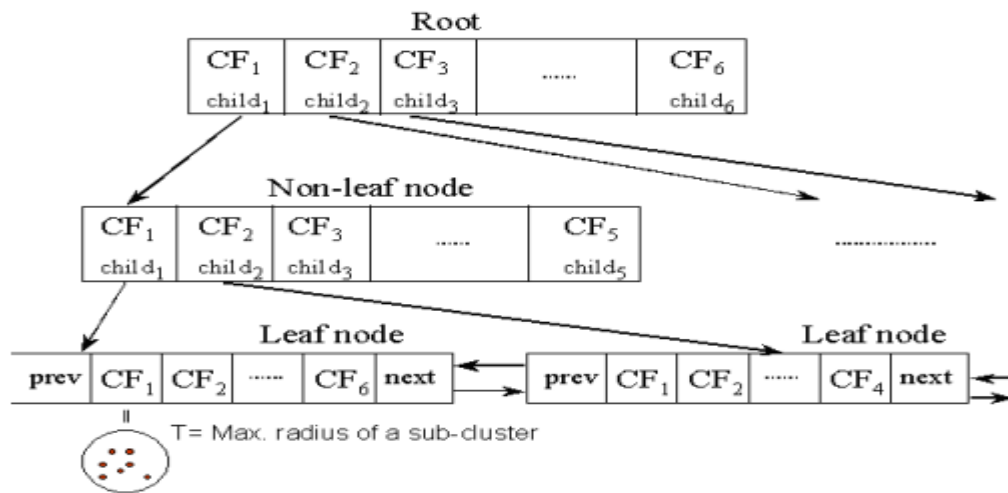 Root
CF1 CF2 CF3 ...... CF6
child1 child2 child3 child6
Non-leaf node
CF1 CF2 CF3 ...... CF5 ................
child1 child2 child3 child5
Leaf node Leaf node
prev CF1 CF2 ...... CF6 next prev CF1 CF2 ...... CF4 next
=
T= Max. radius of a sub-cluster